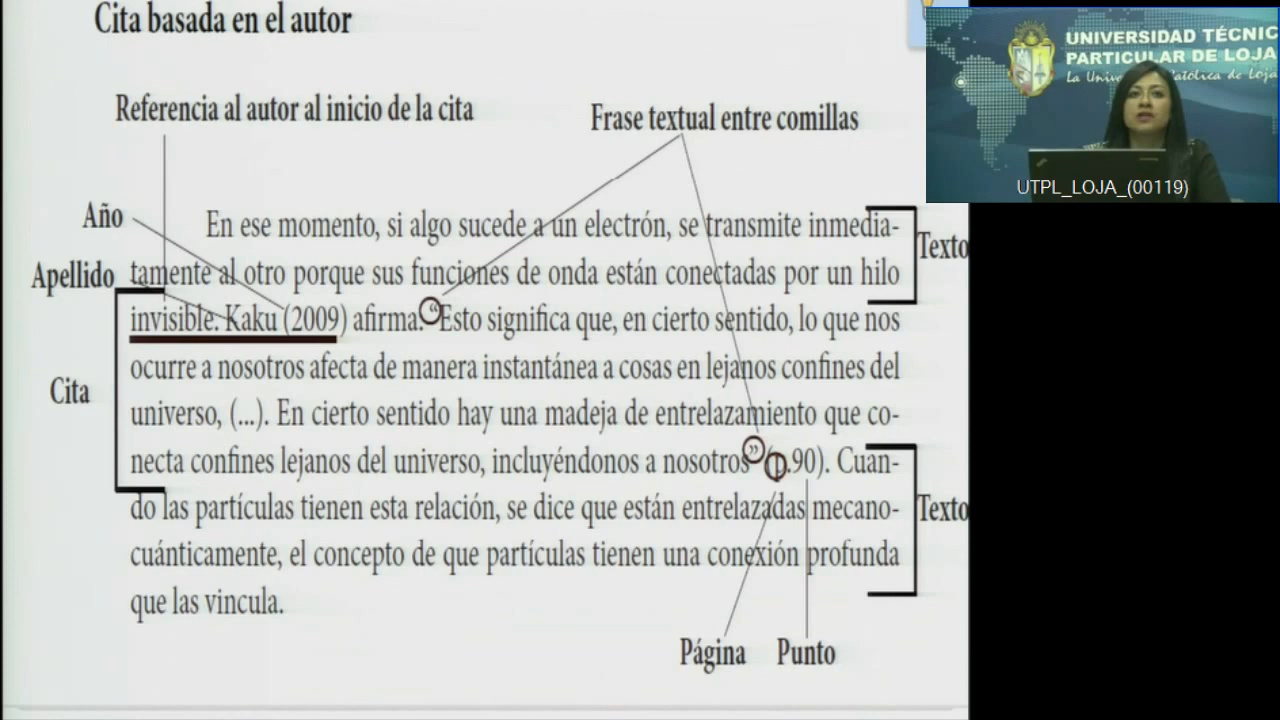 Cita basada en el autor
Referencia al autor al inicio de la cita
Frase textual entre comillas
Año
Apellido
Cita
En ese momento, si algo sucede a un electrón, se transmite inmedia-
tamente al otro porque sus funciones de onda están conectadas por un hilo
invisible. Kaku (2009) afirma: “Esto significa que, en cierto sentido, lo que nos
ocurre a nosotros afecta de manera instantánea a cosas en lejanos confines del
universo, (...). En cierto sentido hay una madeja de entrelazamiento que co-
necta confines lejanos del universo, incluyéndonos a nosotros” (p.90). Cuan-
do las partículas tienen esta relación, se dice que están entrelazadas mecano-
cuánticamente, el concepto de que partículas tienen una conexión profunda
que las vincula.
Texto
Texto
Página
Punto
UNIVERSIDAD TÉCNIC
PARTICULAR DE LOJA
La Católica de Loja
UTPL_LOJA_(00119)